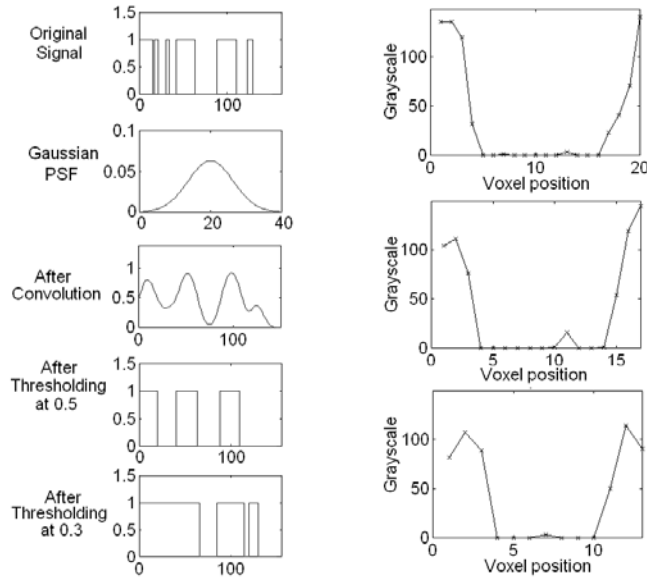 Original
Signal
1.5
1
0.5
0
0 100
Gaussian
PSF
0.1
0.05
0
0 20 40
After
Convolution
1
0.5
0
0 100
After
Thresholding
at 0.5
1.5
1
0.5
0
0 100
After
Thresholding
at 0.3
1.5
1
0.5
0
0 100
Grayscale
100
50
0
0 10 20
Voxel position
Grayscale
100
50
0
0 5 10 15
Voxel position
Grayscale
100
50
0
0 5 10
Voxel position